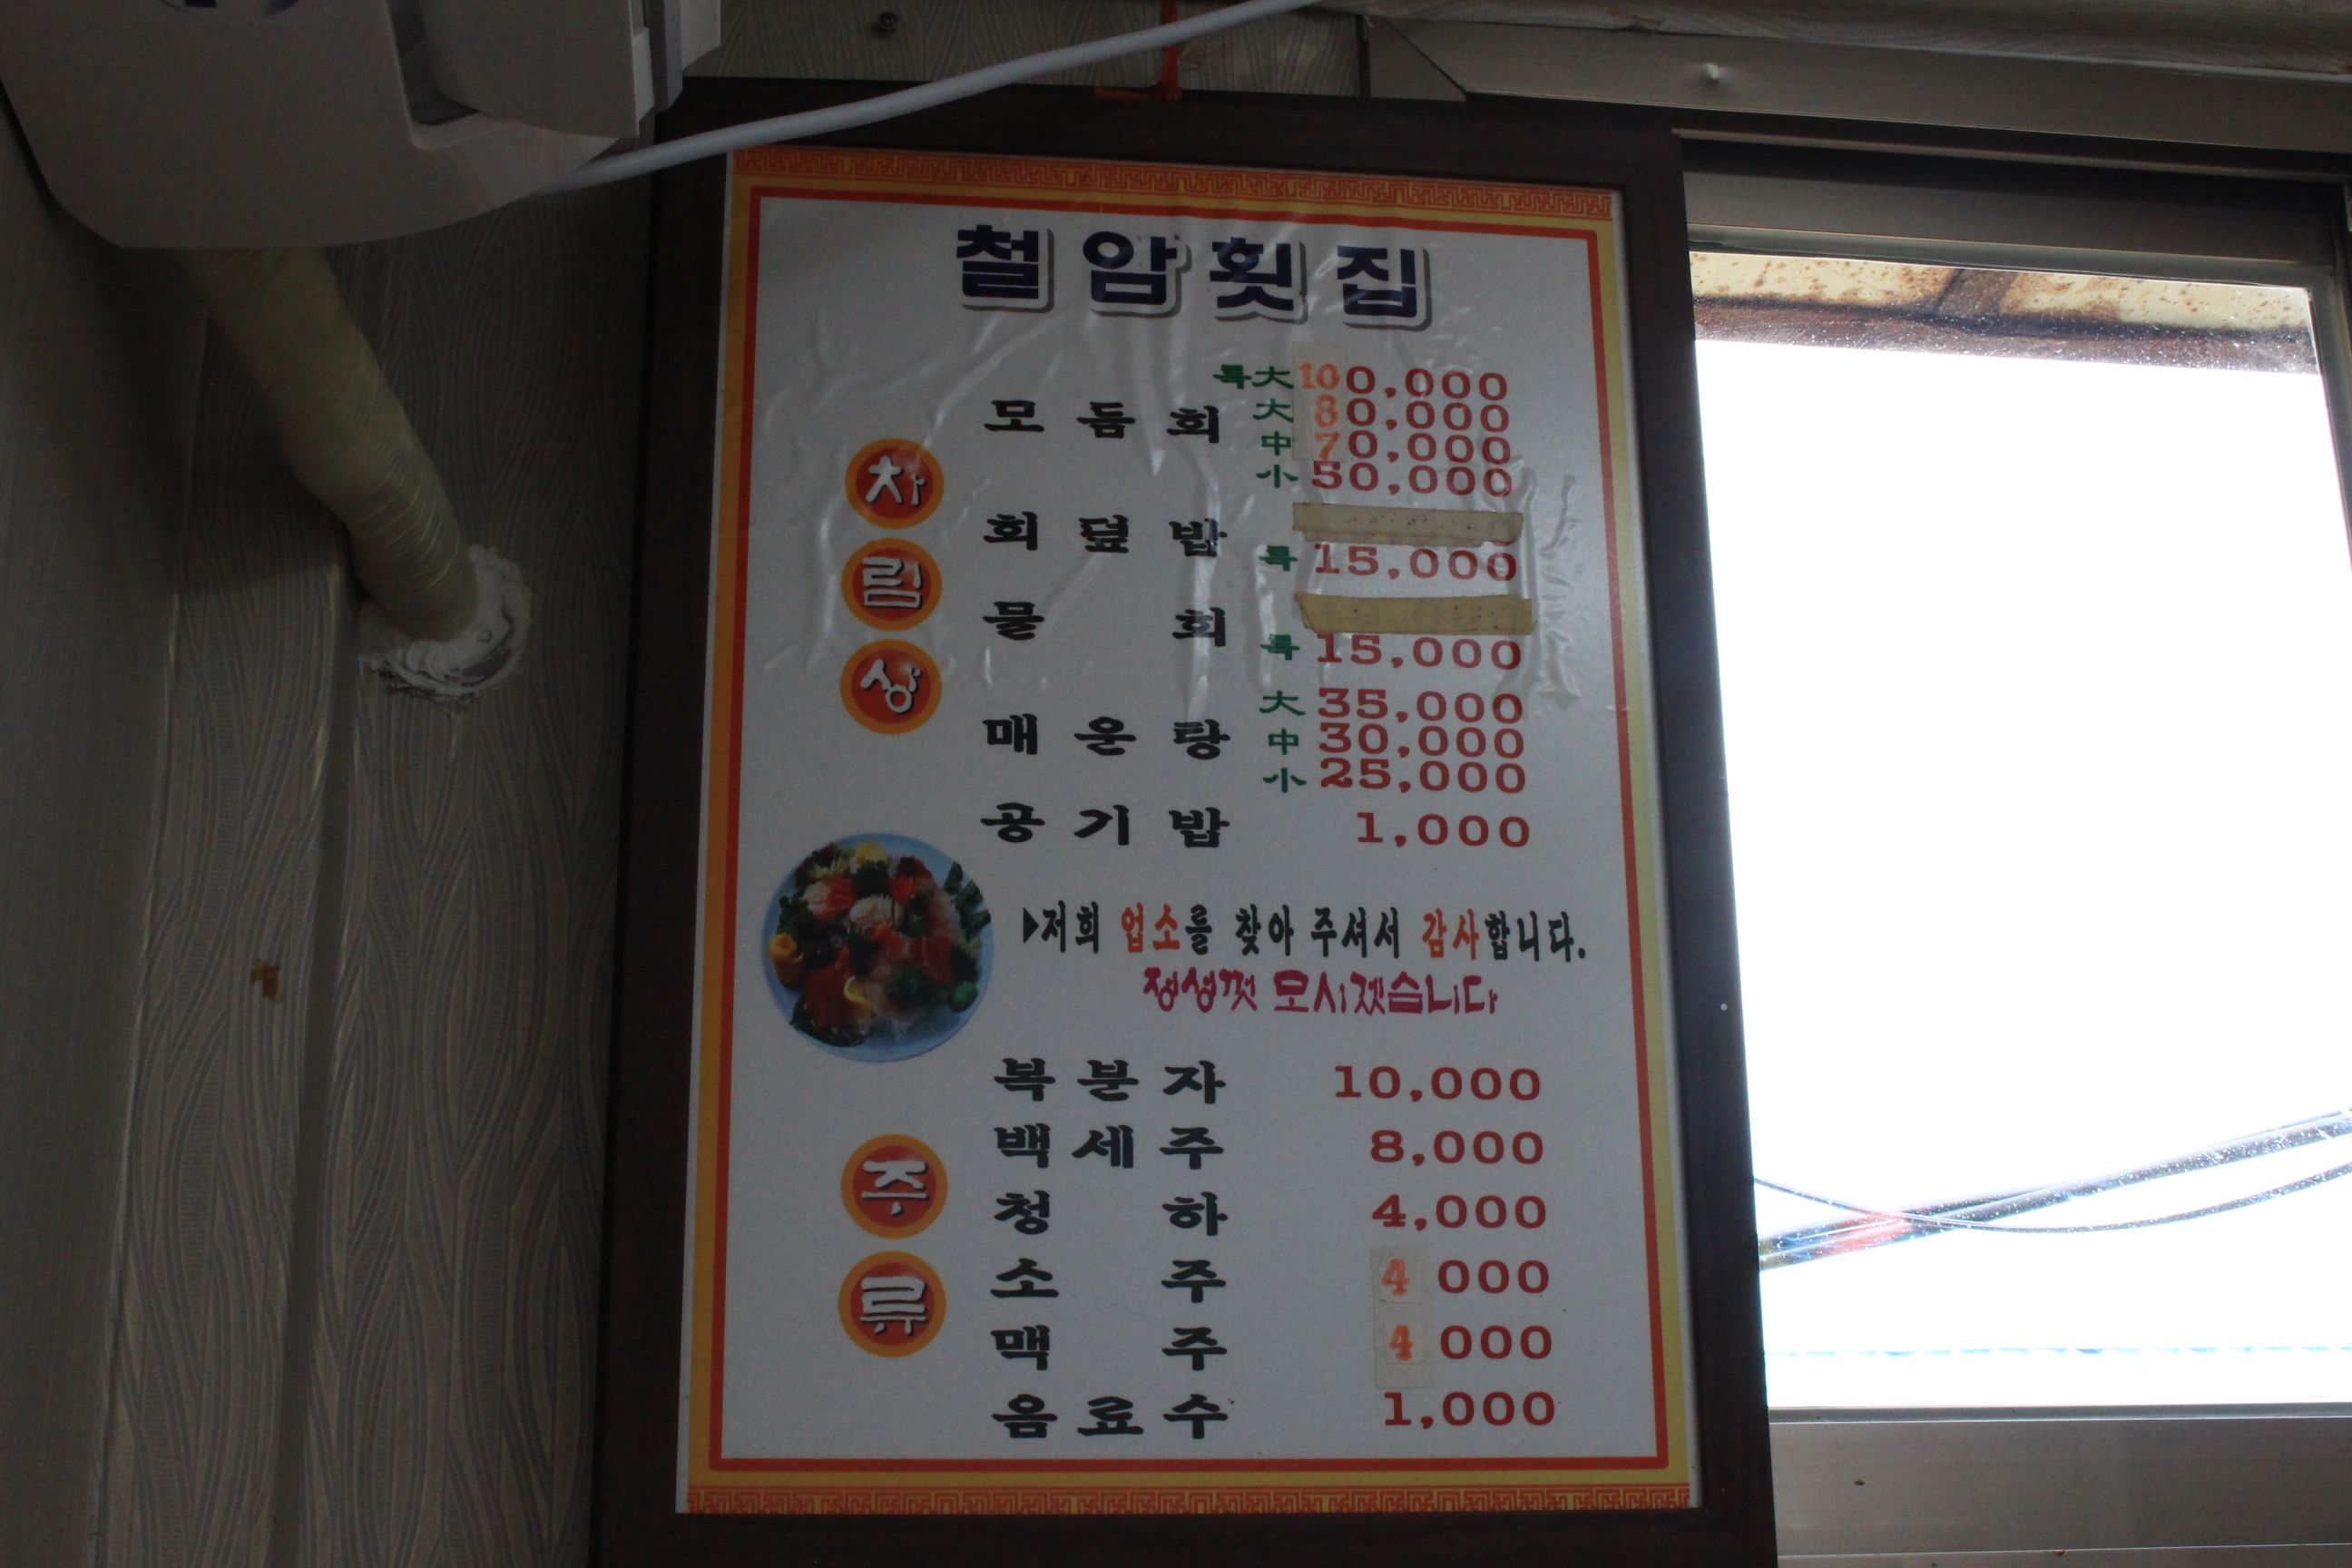 철암횟집
차림상
모듬회 특大 100,000
大 80,000
中 70,000
小 50,000
회덮밥
특 15,000
물회
특 15,000
매운탕 大 35,000
中 30,000
小 25,000
공기밥 1,000
▶저희 업소를 찾아 주셔서 감사합니다.
정성껏 모시겠습니다
주류
복분자 10,000
백세주 8,000
청하 4,000
소주 4 000
맥주 4 000
음료수 1,000